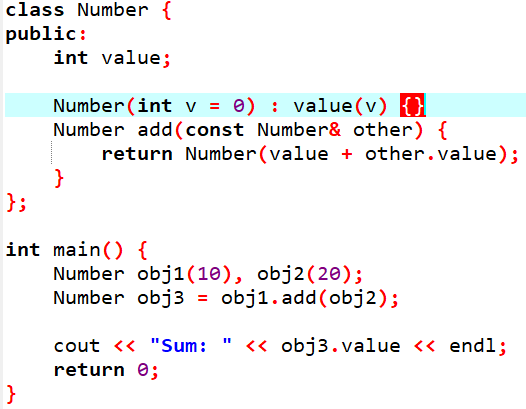 class Number {
public:
    int value;

    Number(int v = 0) : value(v) {}
    Number add(const Number& other) {
        return Number(value + other.value);
    }
};

int main() {
    Number obj1(10), obj2(20);
    Number obj3 = obj1.add(obj2);

    cout << "Sum: " << obj3.value << endl;
    return 0;
}